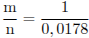 m/n = 1/0,0178